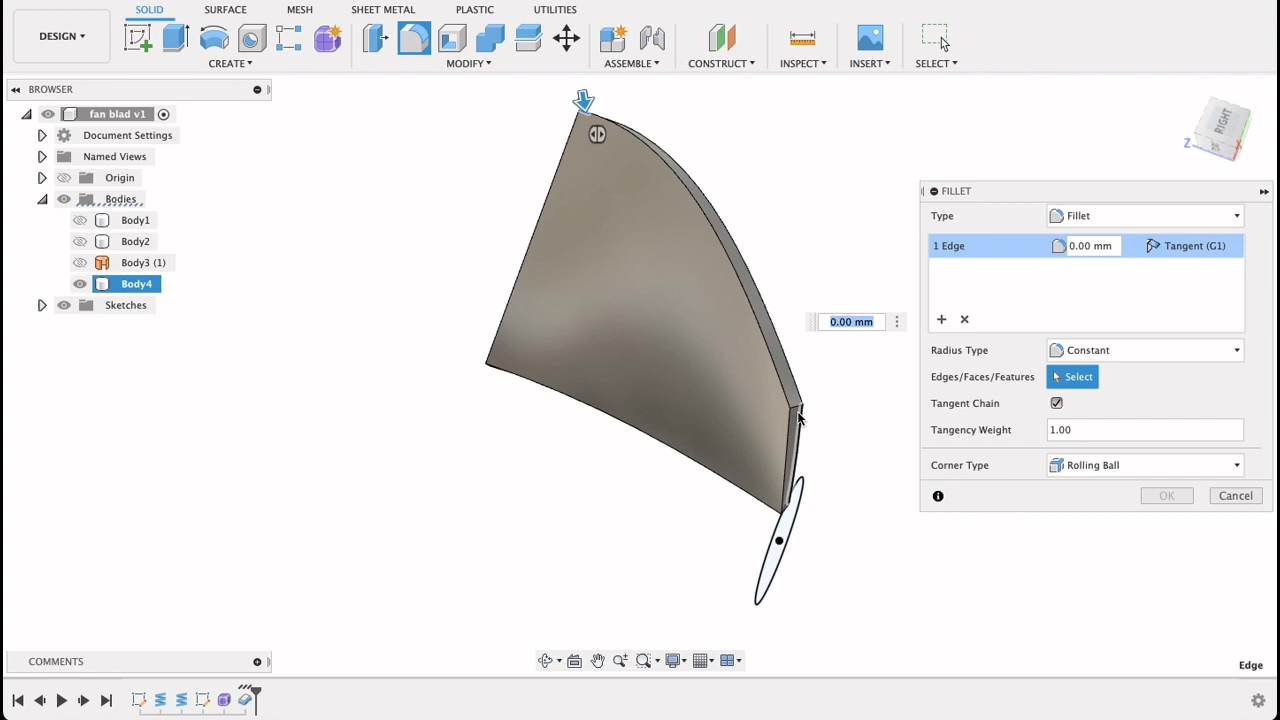 SOLID SURFACE MESH SHEET METAL PLASTIC UTILITIES
DESIGN
CREATE MODIFY ASSEMBLE CONSTRUCT INSPECT INSERT SELECT
BROWSER
fan blad v1
Document Settings
Named Views
Origin
Bodies
Body1
Body2
Body3 (1)
Body4
Sketches
RIGHT
Z
X
0.00 mm
FILLET
Type Fillet
1 Edge 0.00 mm Tangent (G1)
Radius Type Constant
Edges/Faces/Features Select
Tangent Chain
Tangency Weight 1.00
Corner Type Rolling Ball
OK Cancel
COMMENTS
Edge